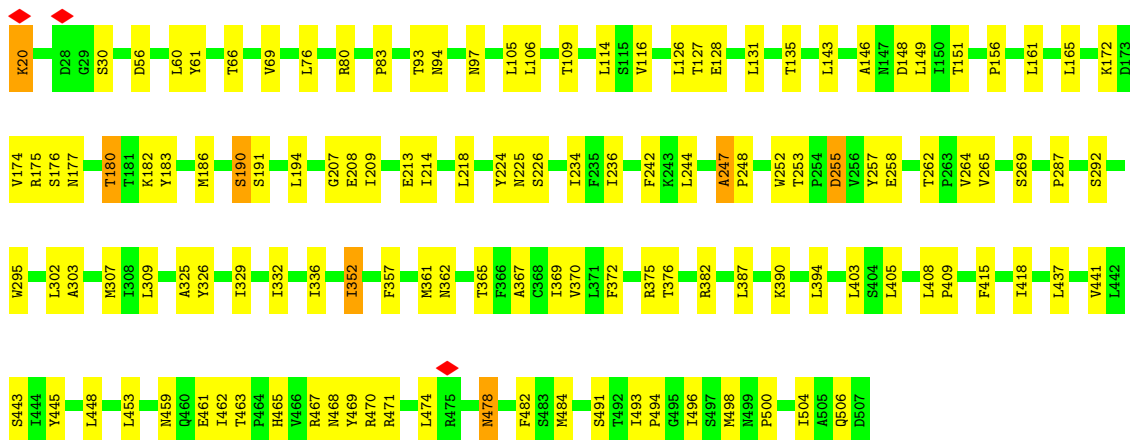 K20 D28 G29 S30 D56 L60 Y61 T66 V69 L76 R80 P83 T93 N94 N97 L105 L106 T109 L114 S115 V116 L126 T127 E128 L131 T135 L143 A146 N147 D148 L149 I150 T151 P156 L161 L165 K172 D173
V174 R175 S176 N177 T180 T181 K182 Y183 M186 S190 S191 L194 G207 E208 I209 E213 I214 L218 Y224 N225 S226 I234 F235 I236 F242 K243 L244 A247 P248 W252 T253 P254 D255 V256 Y257 E258 T262 P263 V264 V265 S269 P287 S292
W295 L302 A303 M307 I308 L309 A325 Y326 I329 I332 I336 I352 F357 M361 N362 T365 F366 A367 C368 I369 V370 L371 F372 R375 T376 R382 L387 K390 L394 L403 S404 L405 L408 P409 F415 I418 L437 V441 L442
S443 I444 Y445 L448 L453 N459 Q460 E461 I462 T463 P464 H465 V466 R467 N468 Y469 R470 R471 L474 R475 N478 F482 S483 M484 S491 T492 I493 P494 G495 I496 S497 M498 N499 P500 I504 A505 Q506 D507